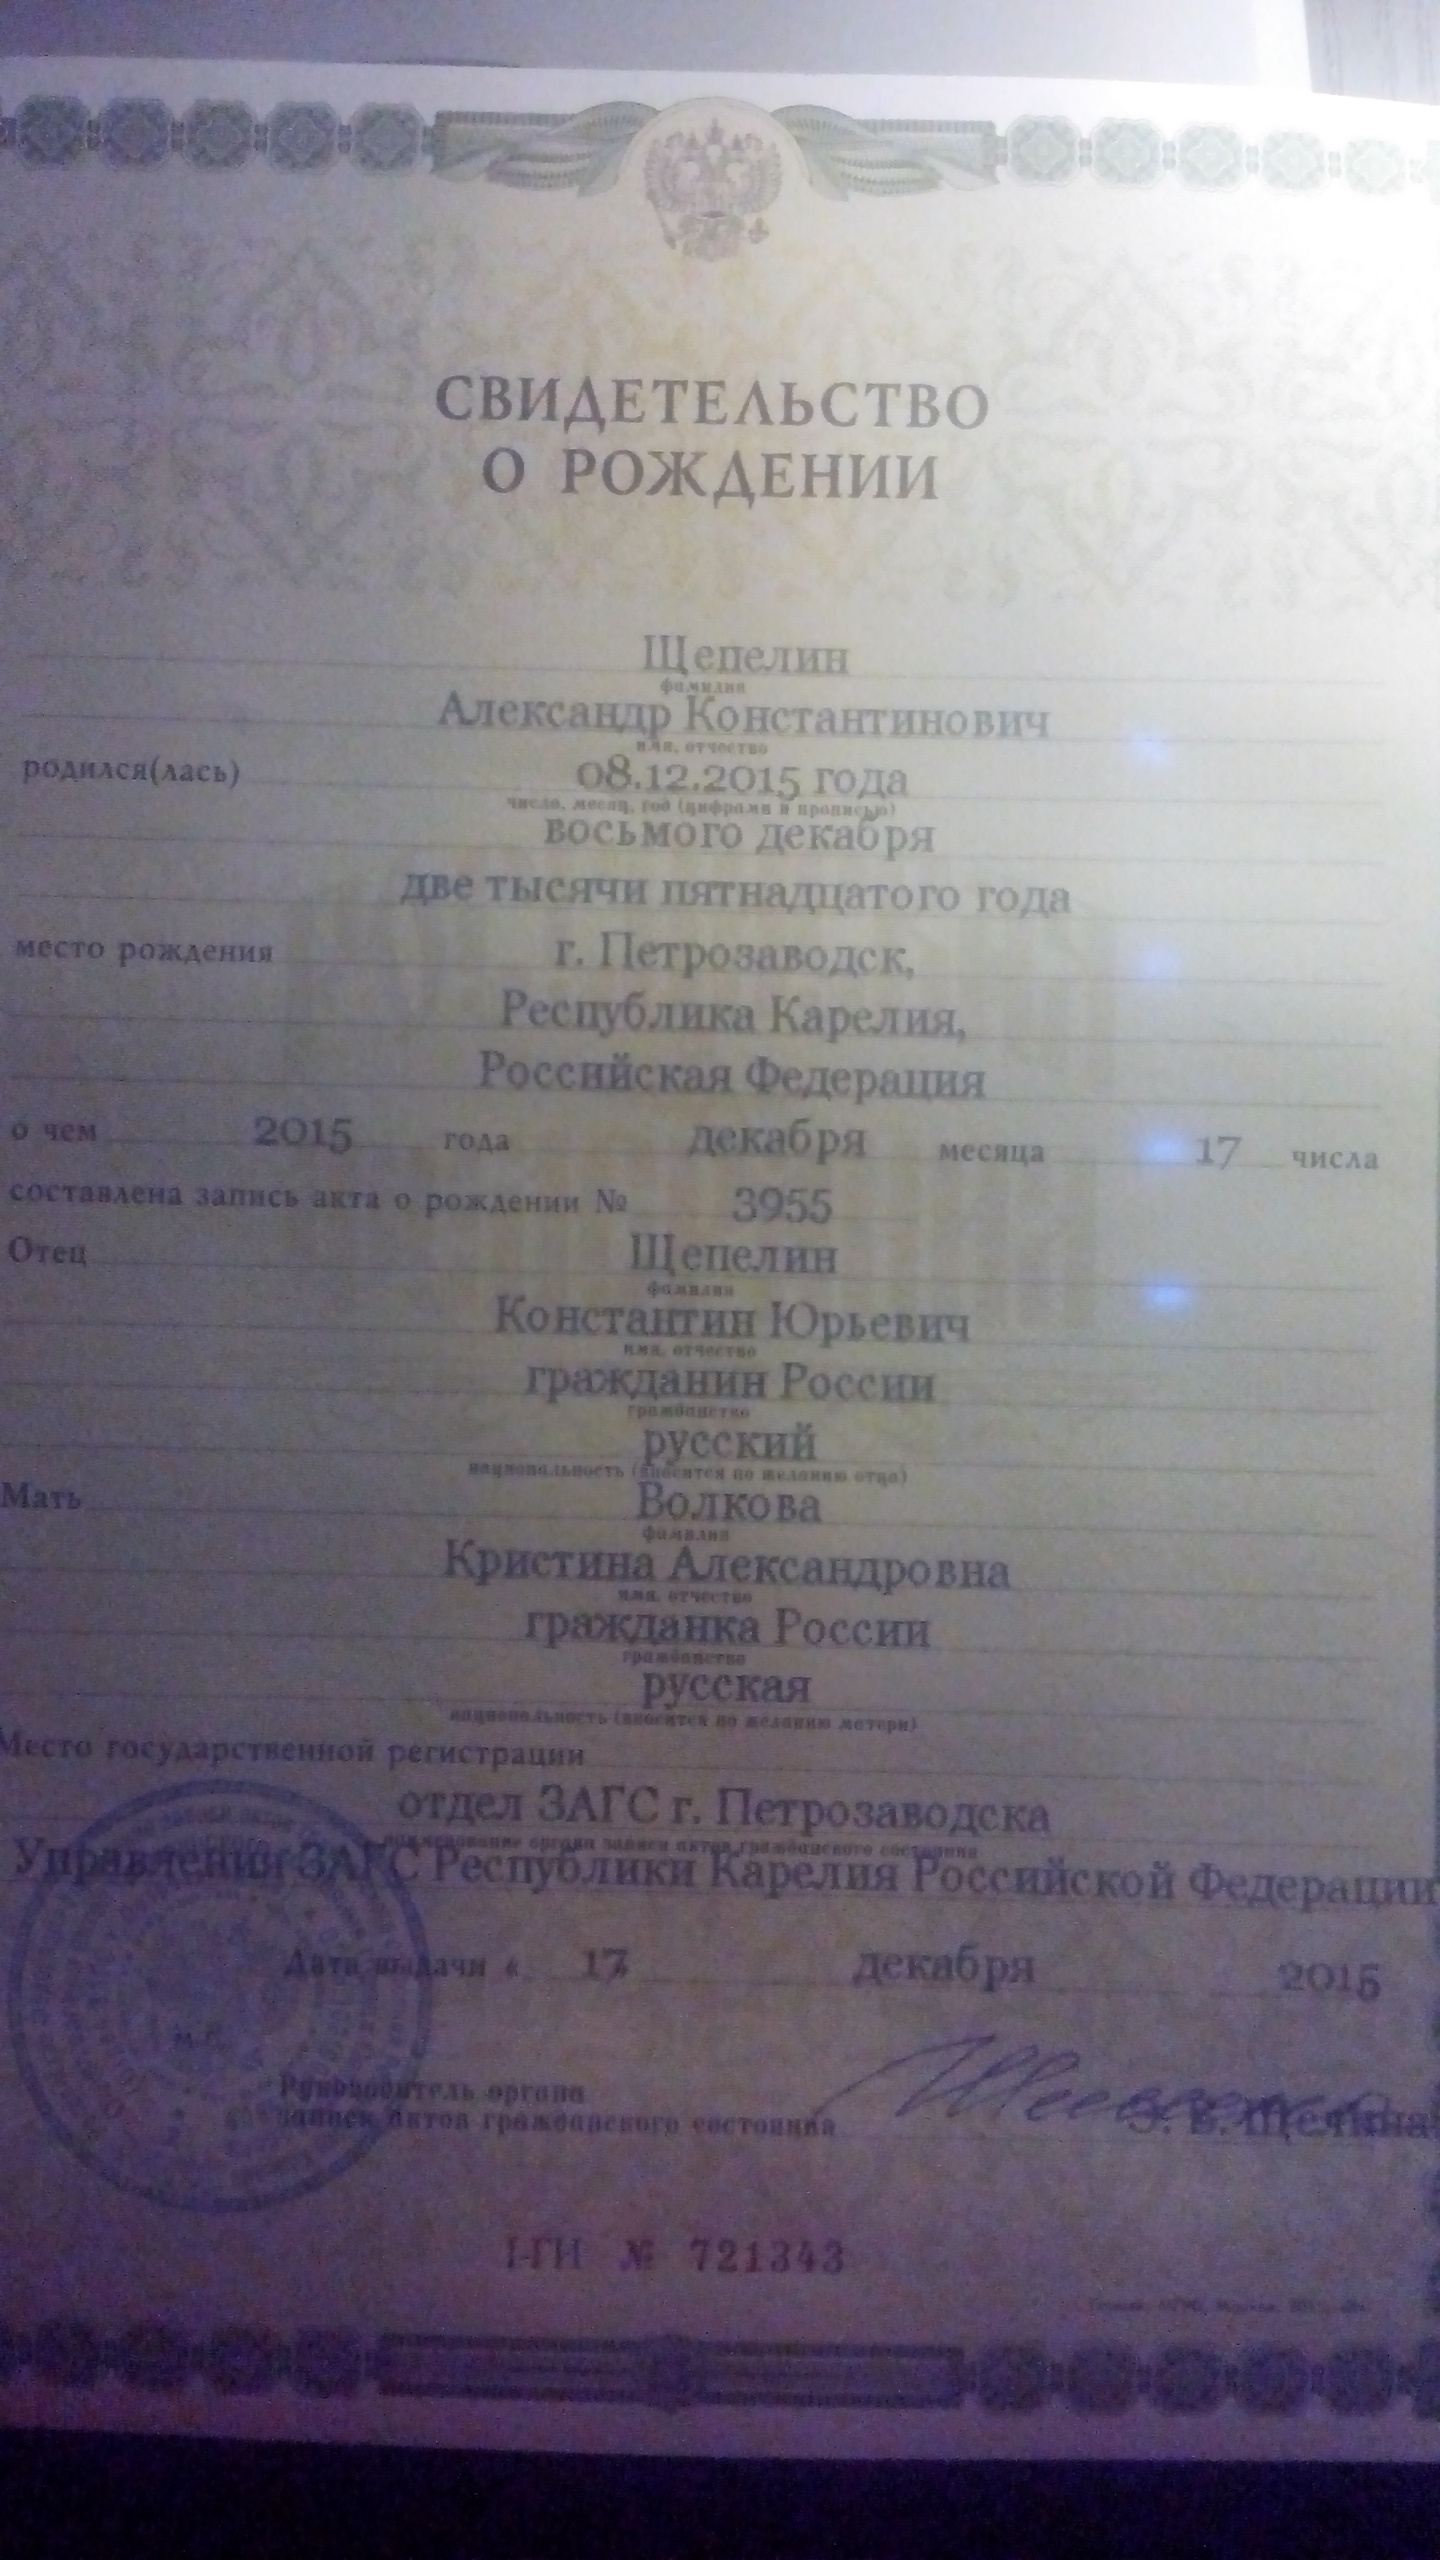 СВИДЕТЕЛЬСТВО
О РОЖДЕНИИ
Щепелин
фамилия
Александр Константинович
имя, отчество
родился(лась) 08.12.2015 года
число, месяц, год (цифрами и прописью)
восьмого декабря
две тысячи пятнадцатого года
место рождения г. Петрозаводск,
Республика Карелия,
Российская Федерация
о чем 2015 года декабря месяца 17 числа
составлена запись акта о рождении № 3955
Отец Щепелин
фамилия
Константин Юрьевич
имя, отчество
гражданин России
гражданство
русский
национальность (вносится по желанию отца)
Мать Волкова
фамилия
Кристина Александровна
имя, отчество
гражданка России
гражданство
русская
национальность (вносится по желанию матери)
Место государственной регистрации
отдел ЗАГС г. Петрозаводска
наименование органа записи актов гражданского состояния
Управления ЗАГС Республики Карелия Российской Федерации
Дата выдачи « 17 декабря 2015
М.П.
Руководитель органа
записи актов гражданского состояния
I-ГИ № 721343